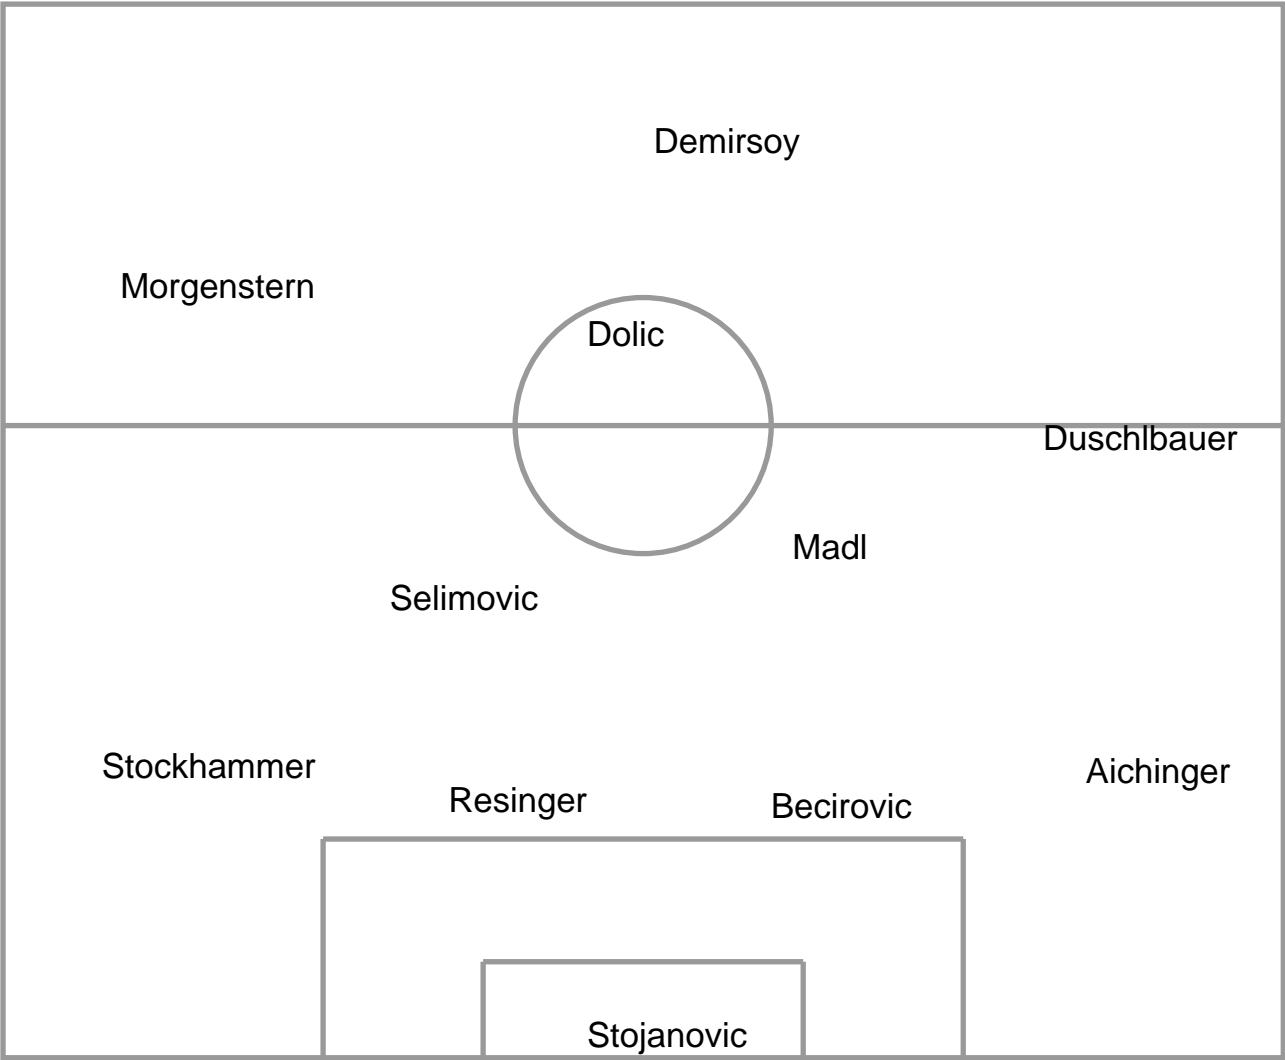 Demirsoy
Morgenstern
Dolic
Duschlbauer
Madl
Selimovic
Stockhammer
Aichinger
Resinger
Becirovic
Stojanovic